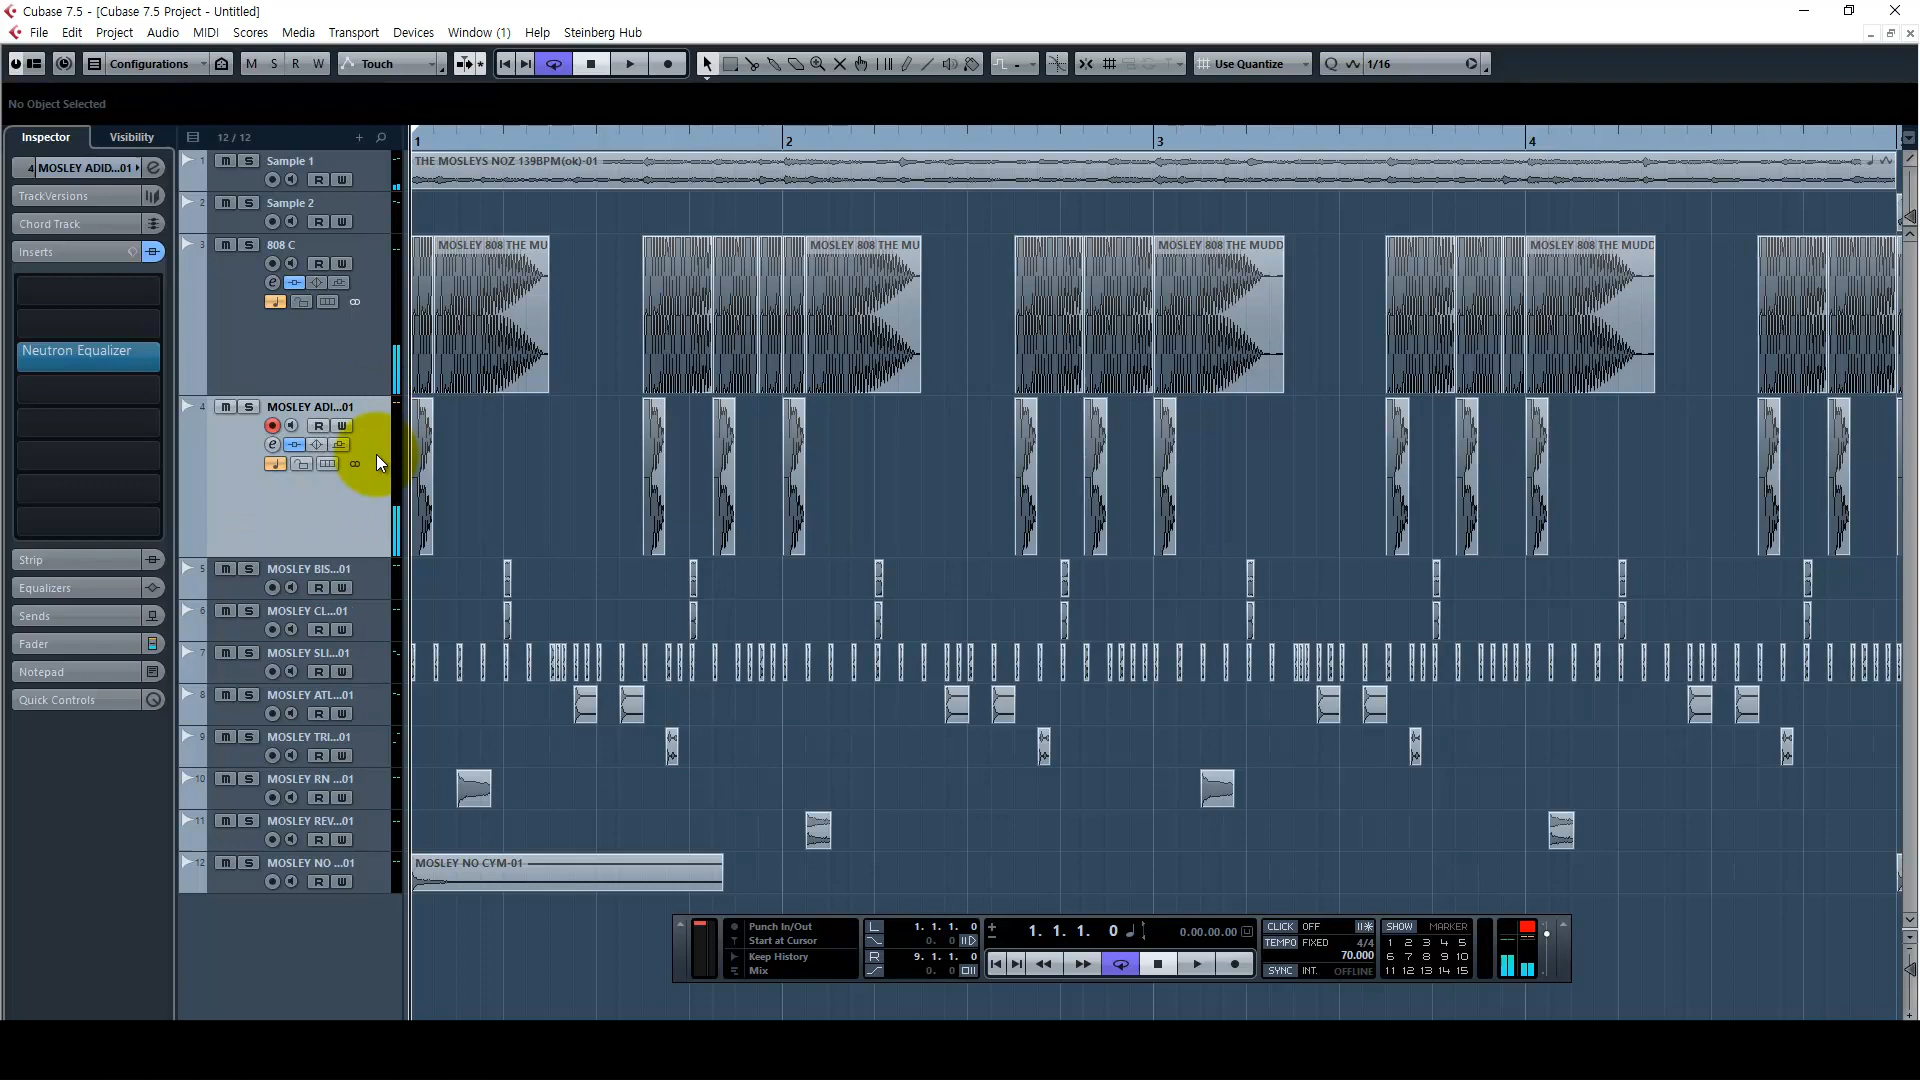 Cubase 7.5 - [Cubase 7.5 Project - Untitled]
File Edit Project Audio MIDI Scores Media Transport Devices Window (1) Help Steinberg Hub
Configurations M S R W Touch Use Quantize Q 1/16
No Object Selected
Inspector Visibility 12 / 12
1 2 3 4
4 MOSLEY ADID...01
TrackVersions
Chord Track
Inserts
Neutron Equalizer
Strip
Equalizers
Sends
Fader
Notepad
Quick Controls
1 m S Sample 1
R W
THE MOSLEYS NOZ 139BPM(ok)-01
2 m S Sample 2
R W
3 m S 808 C
R W
e
MOSLEY 808 THE MU MOSLEY 808 THE MU MOSLEY 808 THE MUDD MOSLEY 808 THE MUDD
4 m S MOSLEY ADI...01
R W
e
5 m S MOSLEY BIS...01
R W
6 m S MOSLEY CL...01
R W
7 m S MOSLEY SLI...01
R W
8 m S MOSLEY ATL...01
R W
9 m S MOSLEY TRI...01
R W
10 m S MOSLEY RN ...01
R W
11 m S MOSLEY REV...01
R W
12 m S MOSLEY NO ...01
R W
MOSLEY NO CYM-01
Punch In/Out
Start at Cursor
Keep History
Mix
L 1. 1. 1. 0
0. 0
R 9. 1. 1. 0
0. 0
1. 1. 1. 0 0.00.00.00
CLICK OFF
TEMPO FIXED 4/4
70.000
SYNC INT. OFFLINE
SHOW MARKER
1 2 3 4 5
6 7 8 9 10
11 12 13 14 15